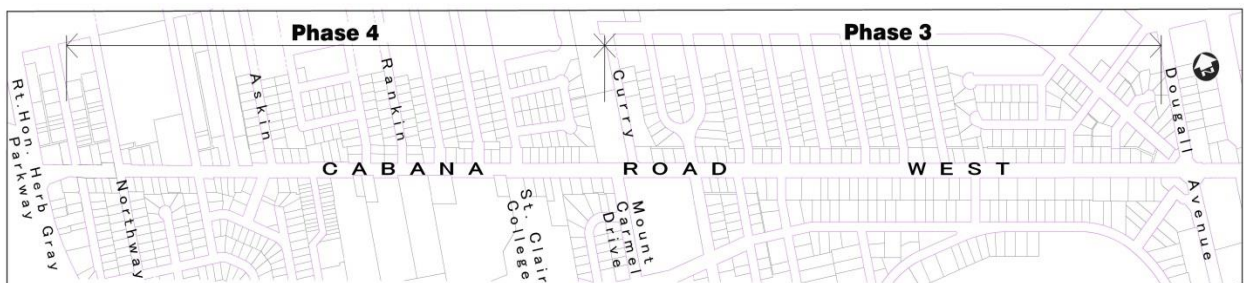 Phase 4
Phase 3
Rt.Hon. Herb Gray
Parkway
Northway
Askin
Rankin
Curry
Dougall
Avenue
CABANA ROAD WEST
St. Clair
College
Mount
Carmel
Drive